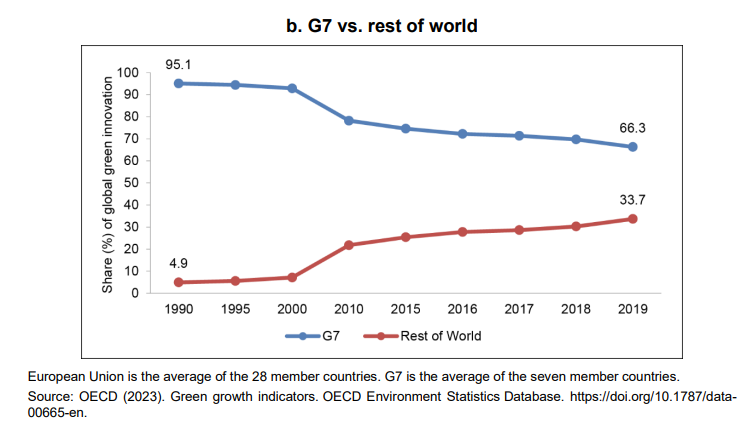 b. G7 vs. rest of world
Share (%) of global green innovation
100
90
80
70
60
50
40
30
20
10
0
95.1
66.3
33.7
4.9
1990 1995 2000 2010 2015 2016 2017 2018 2019
G7 Rest of World
European Union is the average of the 28 member countries. G7 is the average of the seven member countries.
Source: OECD (2023). Green growth indicators. OECD Environment Statistics Database. https://doi.org/10.1787/data-
00665-en.